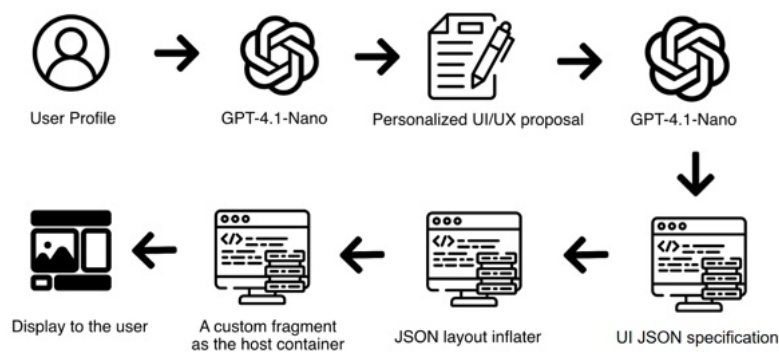 User Profile
GPT-4.1-Nano
Personalized UI/UX proposal
GPT-4.1-Nano
</>
</>
</>
Display to the user
A custom fragment
as the host container
JSON layout inflater
UI JSON specification